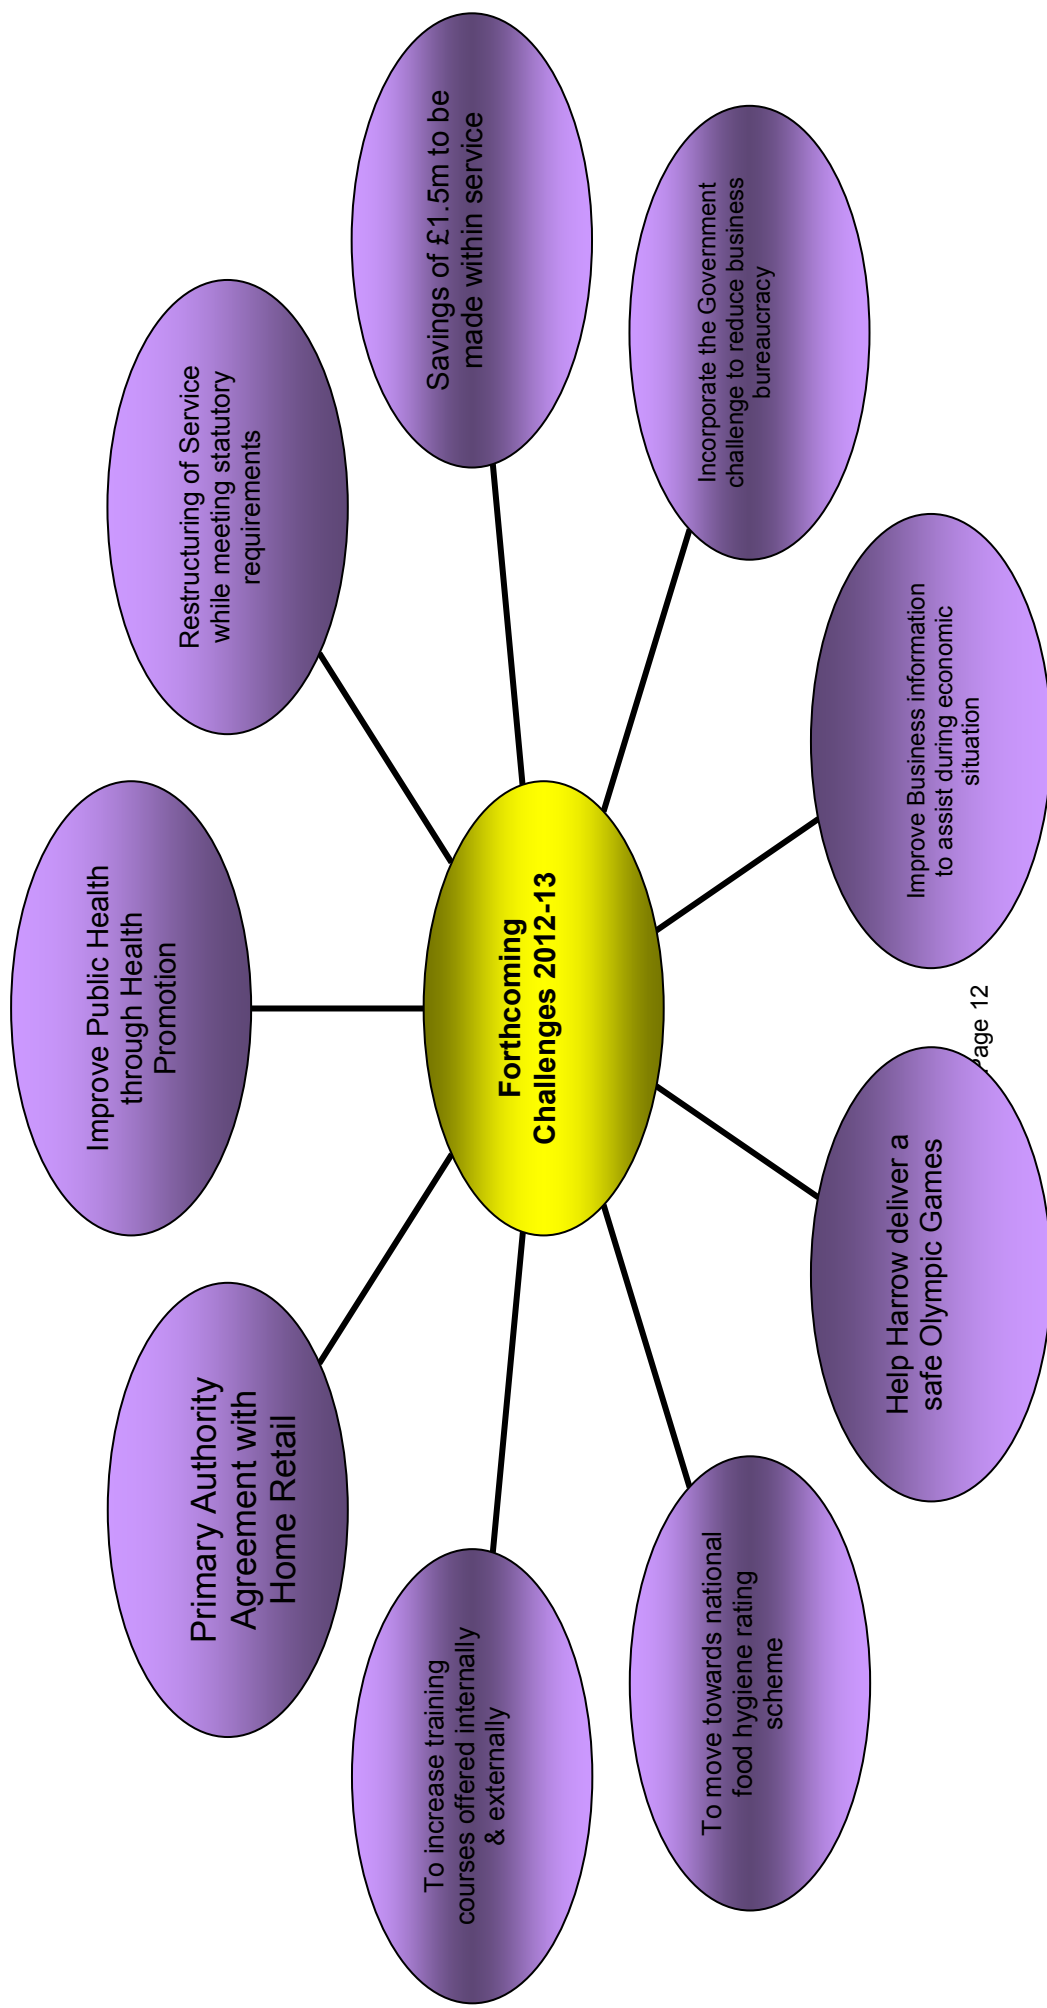 Improve Public Health
through Health
Promotion
Restructuring of Service
while meeting statutory
requirements
Savings of £1.5m to be
made within service
Incorporate the Government
challenge to reduce business
bureaucracy
Improve Business information
to assist during economic
situation
Help Harrow deliver a
safe Olympic Games
To move towards national
food hygiene rating
scheme
To increase training
courses offered internally
& externally
Primary Authority
Agreement with
Home Retail
Forthcoming
Challenges 2012-13
Page 12